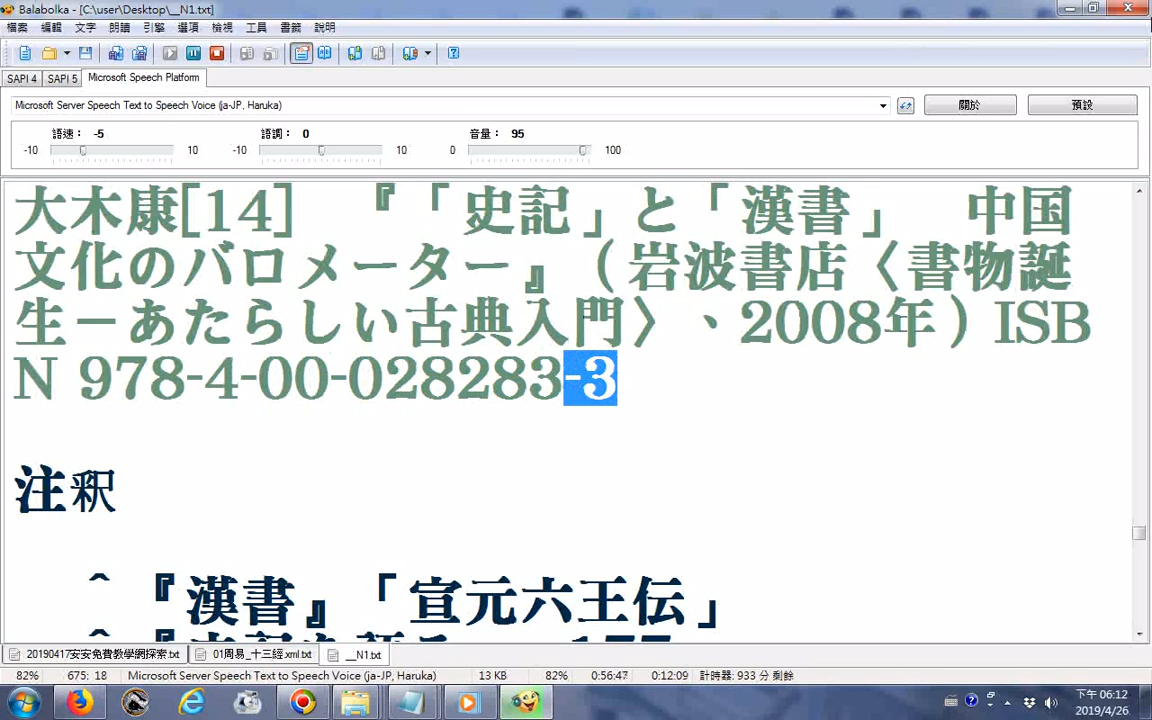 Balabolka - [C:\user\Desktop\__N1.txt]
檔案 編輯 文字 朗讀 引擎 選項 檢視 工具 書籤 說明
SAPI 4 SAPI 5 Microsoft Speech Platform
Microsoft Server Speech Text to Speech Voice (ja-JP, Haruka) 關於 預設
語速： -5 語調： 0 音量： 95
-10 10 -10 10 0 100
大木康[14] 『「史記」と「漢書」 中国
文化のバロメーター』（岩波書店〈書物誕
生－あたらしい古典入門〉、2008年）ISB
N 978-4-00-028283-3
注釈
^ 『漢書』「宣元六王伝」
20190417安安免費教學網探索.txt 01周易_十三經.xml.txt __N1.txt
82% 675: 18 Microsoft Server Speech Text to Speech Voice (ja-JP, Haruka) 13 KB 82% 0:56:47 0:12:09 計時器: 933 分 剩餘
下午 06:12
2019/4/26